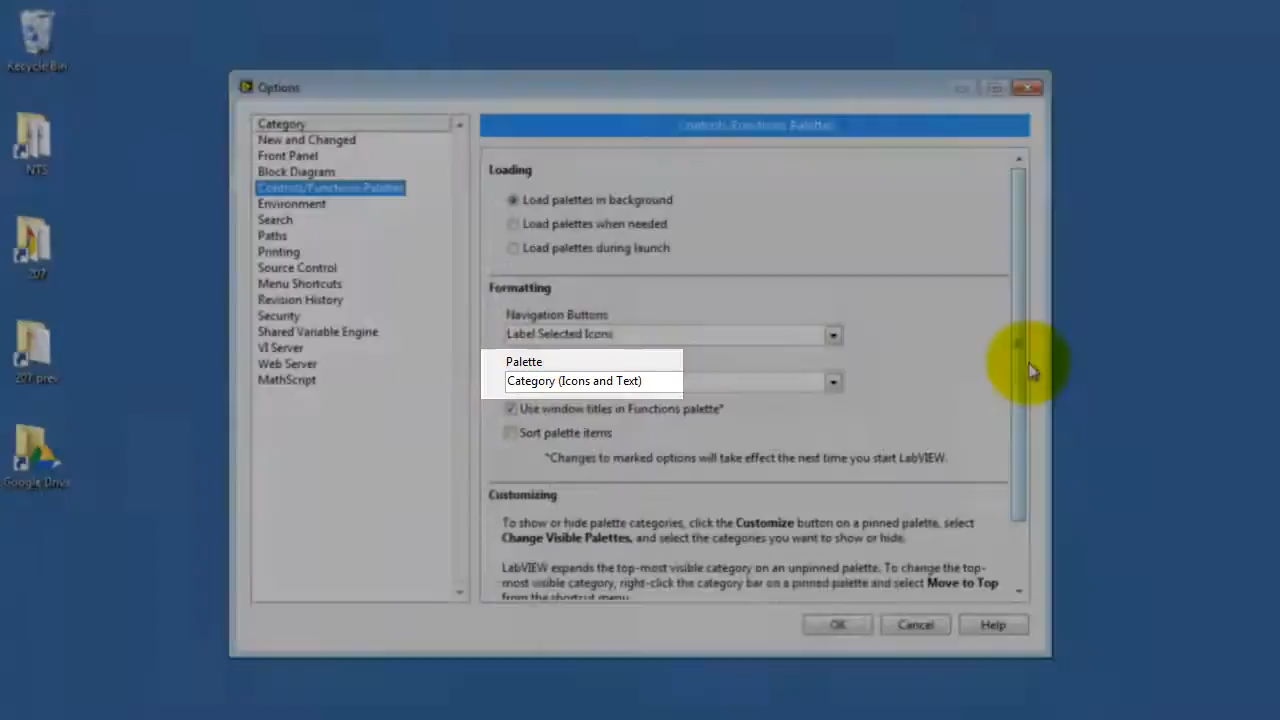 Recycle Bin
NTS
207
207 prev
Google Drive
Options
Category
New and Changed
Front Panel
Block Diagram
Controls/Functions Palettes
Environment
Search
Paths
Printing
Source Control
Menu Shortcuts
Revision History
Security
Shared Variable Engine
VI Server
Web Server
MathScript
Controls/Functions Palettes
Loading
Load palettes in background
Load palettes when needed
Load palettes during launch
Formatting
Navigation Buttons
Label Selected Icons
Palette
Category (Icons and Text)
Use window titles in Functions palette*
Sort palette items
*Changes to marked options will take effect the next time you start LabVIEW.
Customizing
To show or hide palette categories, click the Customize button on a pinned palette, select
Change Visible Palettes, and select the categories you want to show or hide.
LabVIEW expands the top-most visible category on an unpinned palette. To change the top-
most visible category, right-click the category bar on a pinned palette and select Move to Top
from the shortcut menu.
OK
Cancel
Help